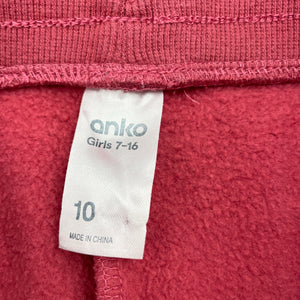 anko
Girls 7-16
10
MADE IN CHINA